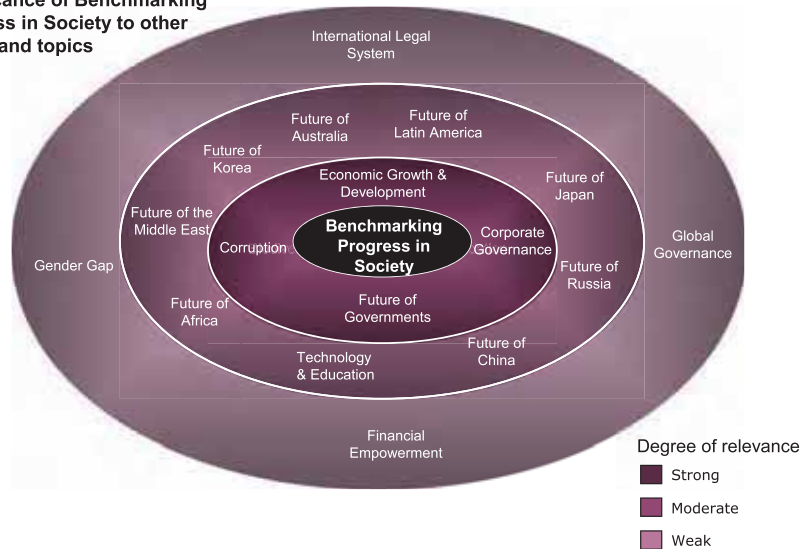 ance of Benchmarking
ss in Society to other
and topics
International Legal
System
Future of
Australia
Future of
Latin America
Future of
Korea
Economic Growth &
Development
Future of
Japan
Future of the
Middle East
Benchmarking
Progress in
Society
Corruption
Corporate
Governance
Global
Governance
Gender Gap
Future of
Russia
Future of
Africa
Future of
Governments
Future of
China
Technology
& Education
Financial
Empowerment
Degree of relevance
Strong
Moderate
Weak